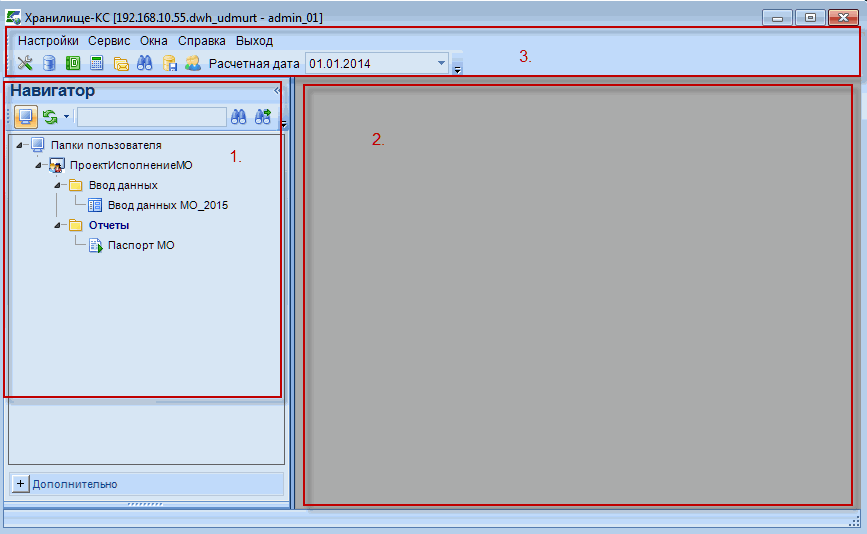 Хранилище-КС [192.168.10.55.dwh_udmurt - admin_01]
Настройки Сервис Окна Справка Выход
Расчетная дата 01.01.2014
3.
Навигатор
Папки пользователя
1.
ПроектИсполнениеМО
Ввод данных
Ввод данных МО_2015
Отчеты
Паспорт МО
Дополнительно
2.